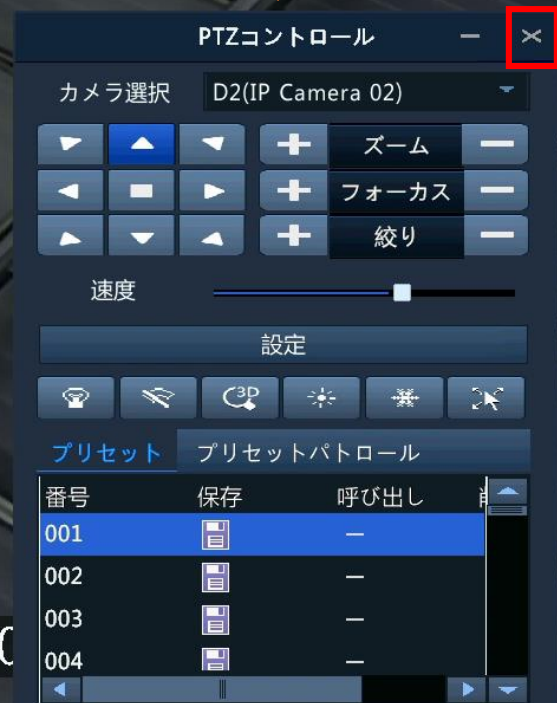 PTZコントロール
カメラ選択 D2(IP Camera 02)
ズーム
フォーカス
絞り
速度
設定
3D
プリセット プリセットパトロール
番号 保存 呼び出し
001
002
003
004